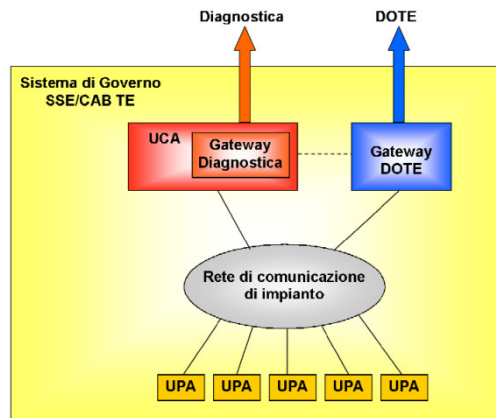 Diagnostica
DOTE
Sistema di Governo
SSE/CAB TE
UCA
Gateway
Diagnostica
Gateway
DOTE
Rete di comunicazione
di impianto
UPA
UPA
UPA
UPA
UPA